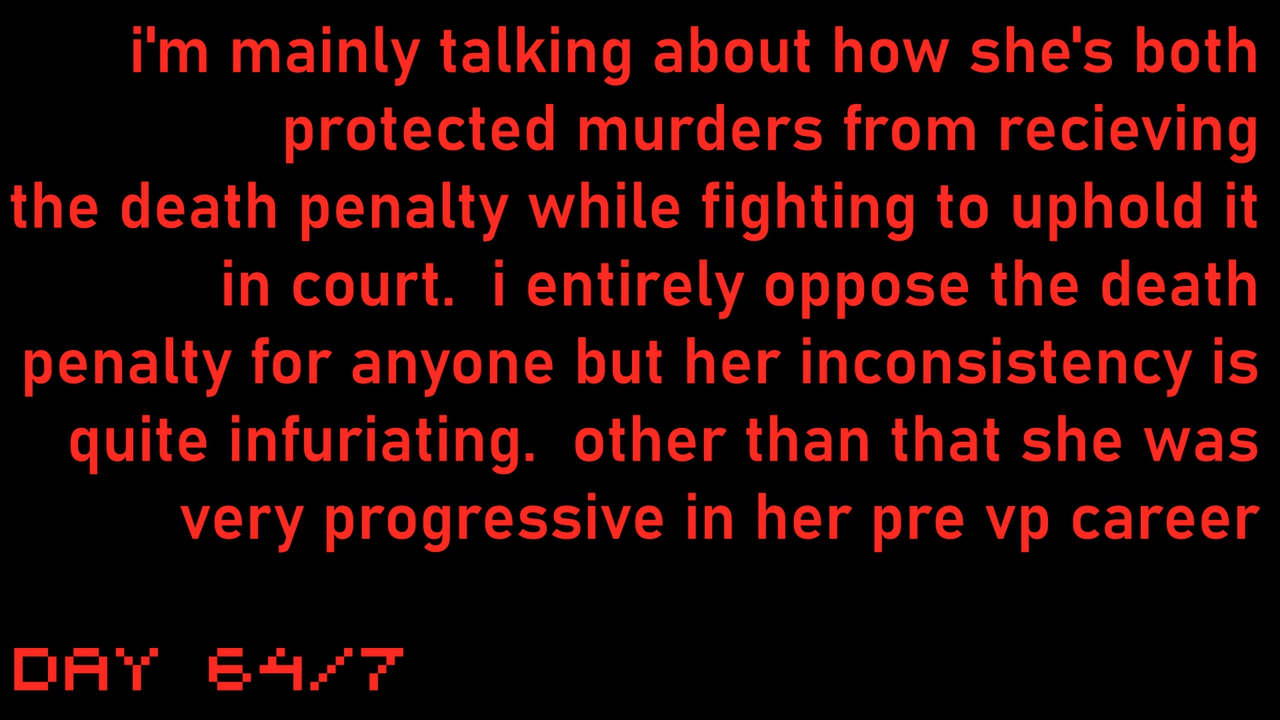 i'm mainly talking about how she's both
protected murders from recieving
the death penalty while fighting to uphold it
in court.  i entirely oppose the death
penalty for anyone but her inconsistency is
quite infuriating.  other than that she was
very progressive in her pre vp career
DAY 64/7